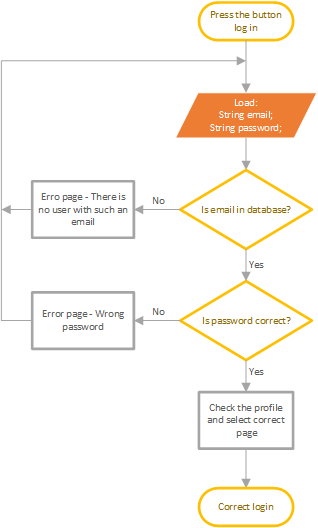 Press the button
log in
Load:
String email;
String password;
Is email in database?
No
Erro page - There is
no user with such an
email
Yes
Is password correct?
No
Error page - Wrong
password
Yes
Check the profile
and select correct
page
Correct login